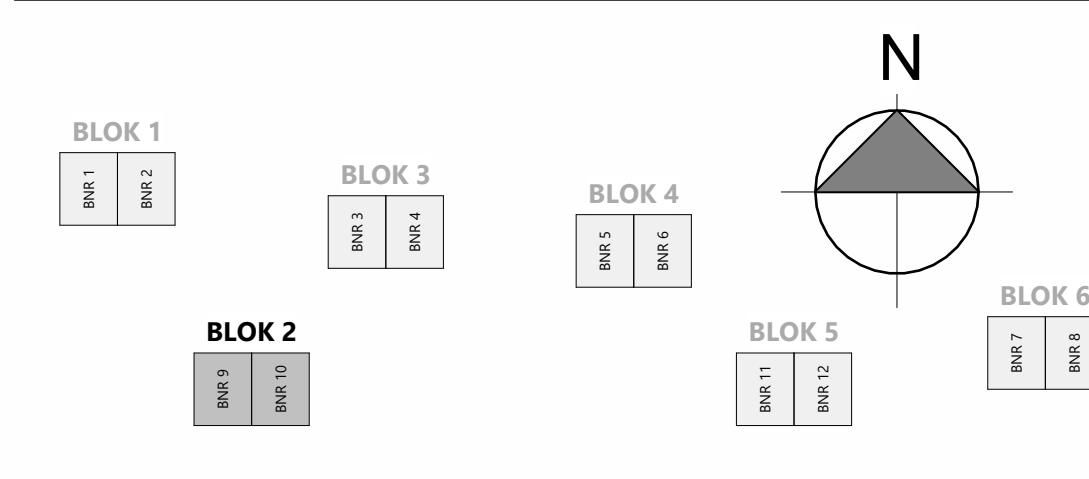 N
BLOK 1
BNR 1
BNR 2
BLOK 3
BNR 3
BNR 4
BLOK 4
BNR 5
BNR 6
BLOK 2
BNR 9
BNR 10
BLOK 5
BNR 11
BNR 12
BLOK 6
BNR 7
BNR 8